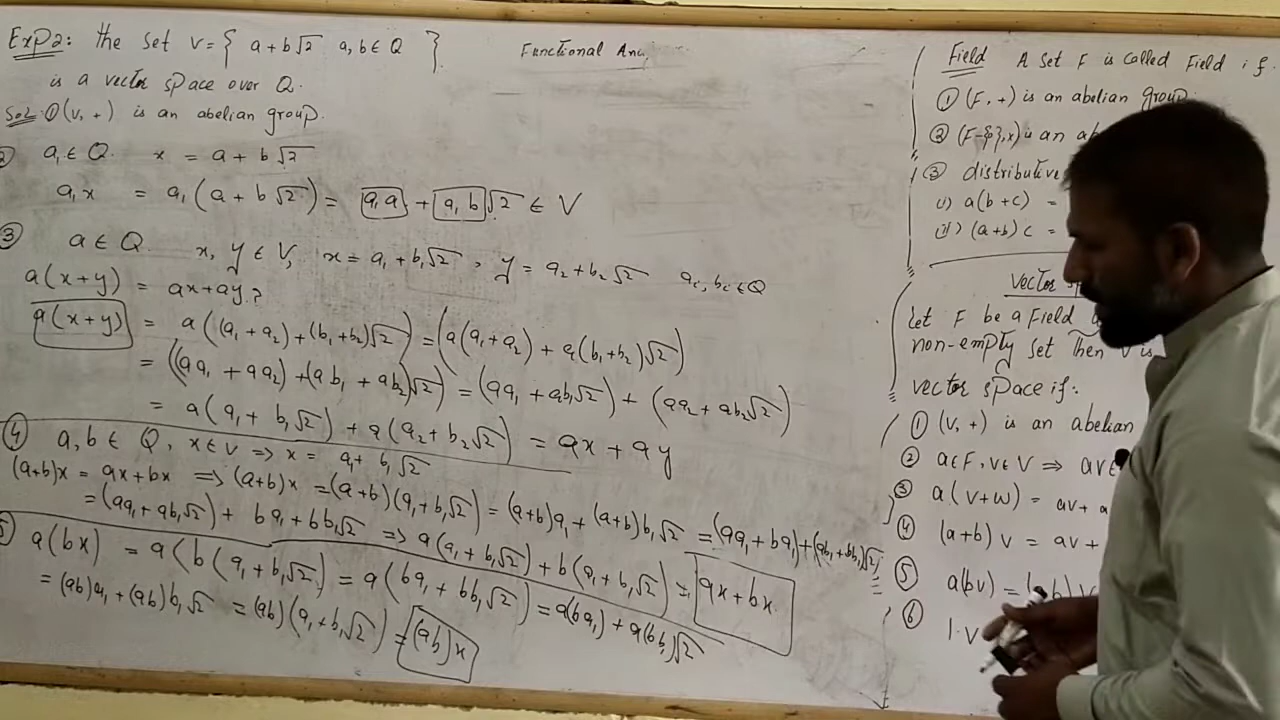 Exp2: the set V = { a + b√2 a, b ∈ Q }
is a vector space over Q.
Sol: ① (V, +) is an abelian group.
② a₁ ∈ Q. x = a + b√2
a₁x = a₁(a + b√2) = a₁a + a₁b√2 ∈ V
③ a ∈ Q. x, y ∈ V, x = a₁ + b₁√2, y = a₂ + b₂√2 aᵢ, bᵢ ∈ Q
a(x+y) = ax+ay ?
a(x+y) = a((a₁+a₂)+(b₁+b₂)√2) = (a(a₁+a₂) + a(b₁+b₂)√2)
= ((aa₁ + aa₂) + (ab₁ + ab₂)√2) = (aa₁ + ab₁√2) + (aa₂ + ab₂√2)
= a(a₁ + b₁√2) + a(a₂ + b₂√2) = ax + ay
④ a, b ∈ Q, x ∈ V ⇒ x = a₁ + b₁√2
(a+b)x = ax + bx ⇒ (a+b)x = (a+b)(a₁ + b₁√2) = (a+b)a₁ + (a+b)b₁√2 = (aa₁ + ba₁) + (ab₁ + bb₁)√2
= (aa₁ + ab₁√2) + ba₁ + bb₁√2 ⇒ a(a₁ + b₁√2) + b(a₁ + b₁√2) = ax + bx
a(bx) = a(b(a₁ + b₁√2) = a(ba₁ + bb₁√2) = a(ba₁) + a(bb₁)√2
= (ab)a₁ + (ab)b₁√2 = (ab)(a₁ + b₁√2) = (ab)x
Functional
Field A set F is called Field if.
① (F, +) is an abelian group.
② (F-{}, x) is an
③ distributive
i) a(b+c) =
ii) (a+b)c =
Vector
Let F be a Field
non-empty set Then V is
vector space if:
① (V, +) is an abelian
② a∈F, v∈V ⇒ av∈
③ a(v+w) = av+
④ (a+b)v = av +
⑤ a(bv) =
⑥ 1.v